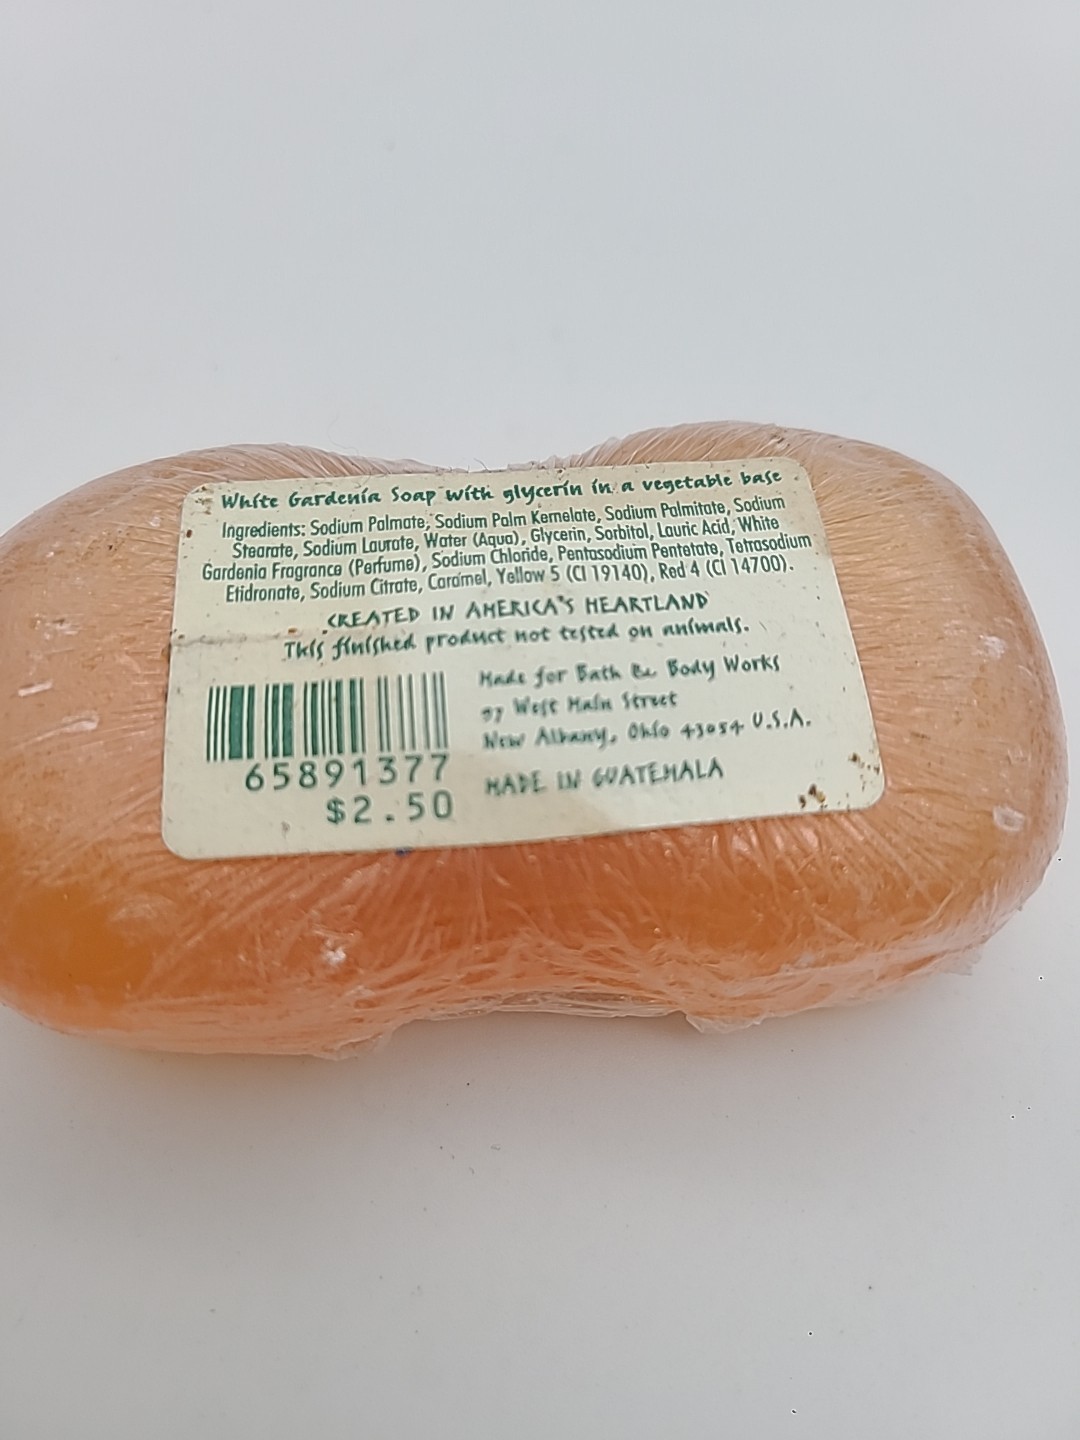 White Gardenia Soap with glycerin in a vegetable base
Ingredients: Sodium Palmate, Sodium Palm Kernelate, Sodium Palmitate, Sodium
Stearate, Sodium Laurate, Water (Aqua), Glycerin, Sorbitol, Lauric Acid, White
Gardenia Fragrance (Perfume), Sodium Chloride, Pentasodium Pentetate, Tetrasodium
Etidronate, Sodium Citrate, Caramel, Yellow 5 (CI 19140), Red 4 (CI 14700).
CREATED IN AMERICA'S HEARTLAND
This finished product not tested on animals.
Made for Bath & Body Works
97 West Main Street
New Albany, Ohio 43054 U.S.A.
MADE IN GUATEMALA
65891377
$2.50